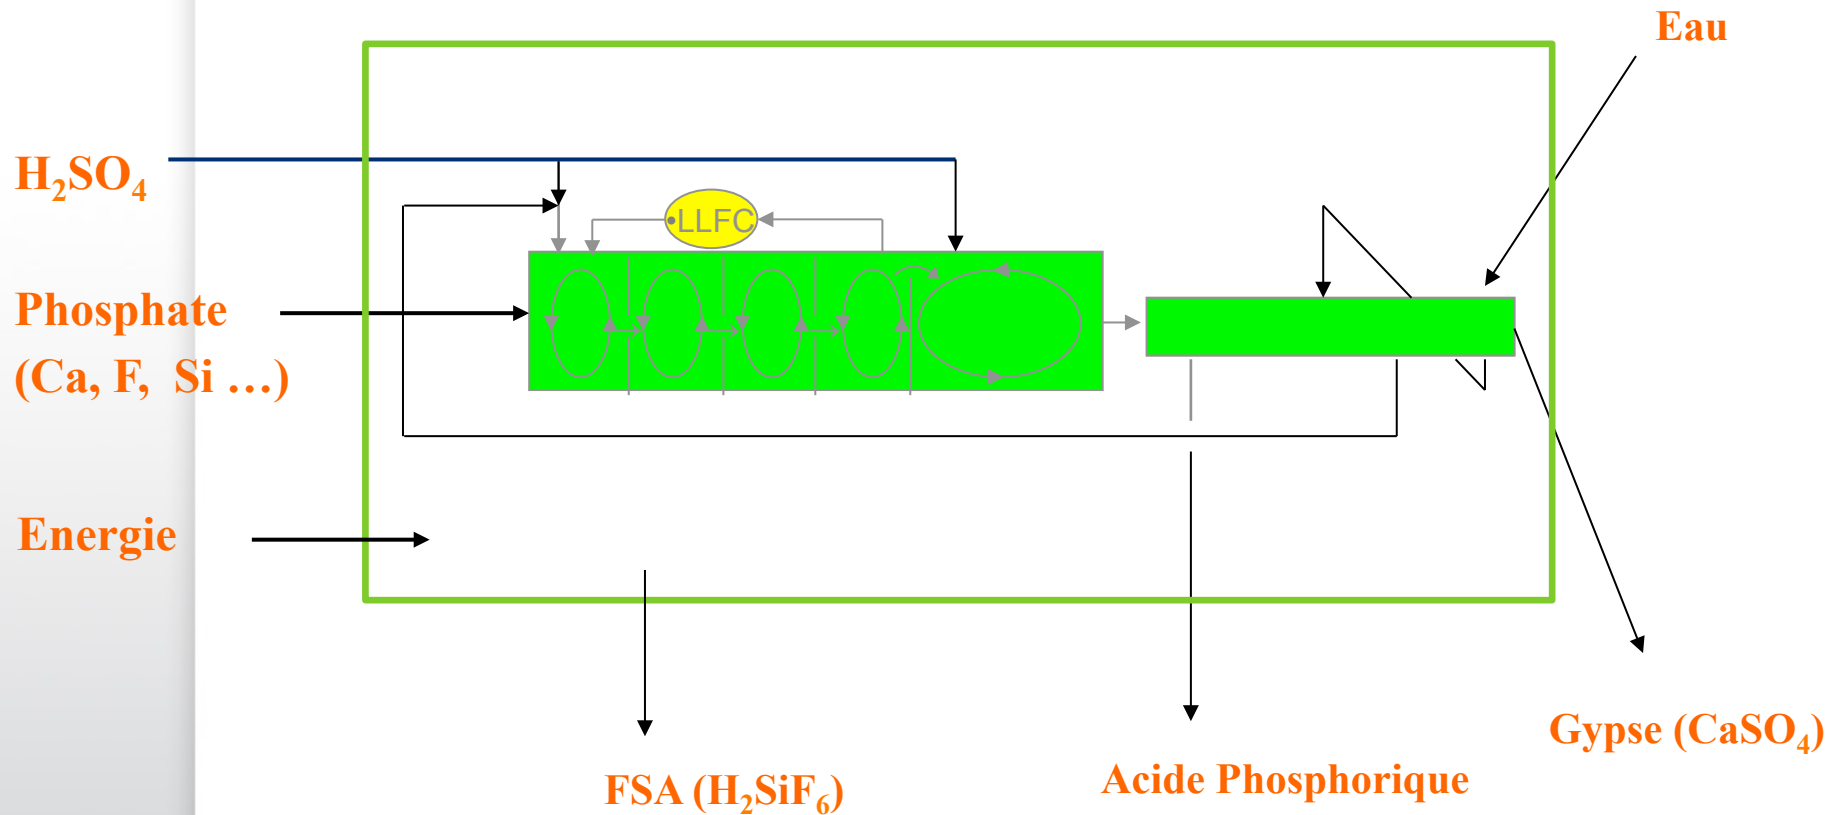 Eau
H₂SO₄
•LLFC
Phosphate
(Ca, F, Si ...)
Energie
Gypse (CaSO₄)
Acide Phosphorique
FSA (H₂SiF₆)